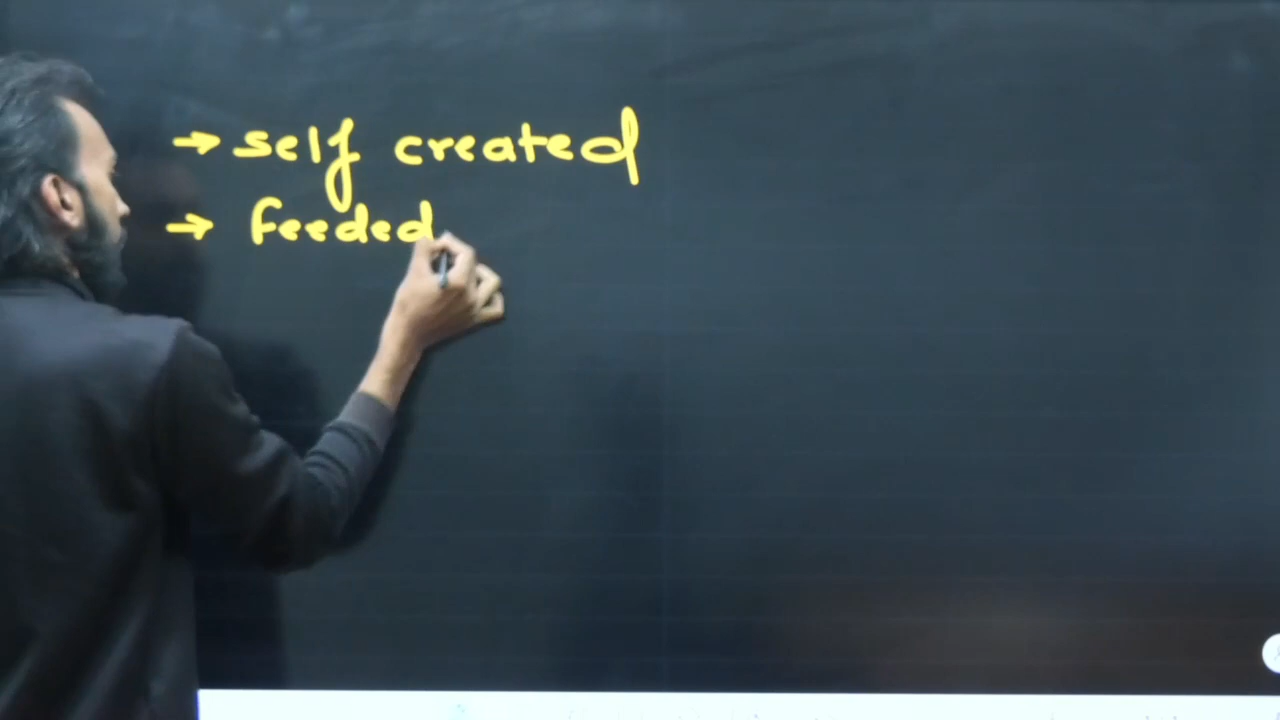 → self created
→ feeded